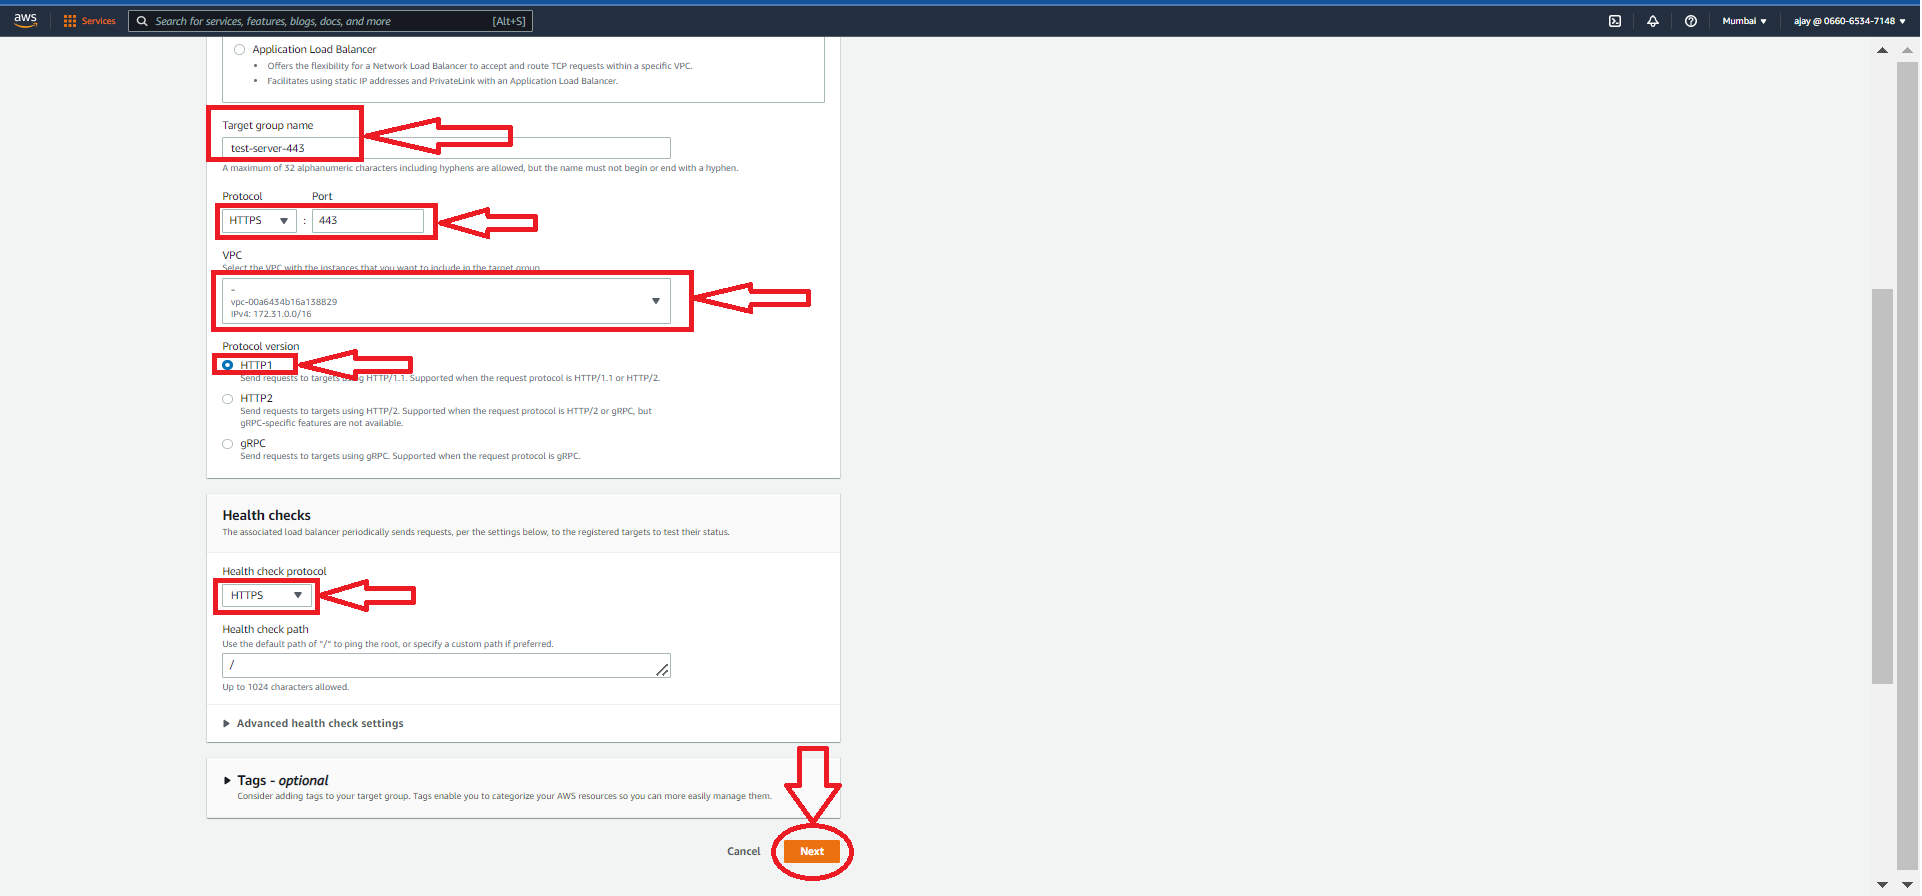 aws Services Search for services, features, blogs, docs, and more [Alt+S] Mumbai ajay @ 0660-6534-7148
Application Load Balancer
• Offers the flexibility for a Network Load Balancer to accept and route TCP requests within a specific VPC.
• Facilitates using static IP addresses and PrivateLink with an Application Load Balancer.
Target group name
test-server-443
A maximum of 32 alphanumeric characters including hyphens are allowed, but the name must not begin or end with a hyphen.
Protocol Port
HTTPS : 443
VPC
Select the VPC with the instances that you want to include in the target group.
-
vpc-00a6434b16a138829
IPv4: 172.31.0.0/16
Protocol version
HTTP1
Send requests to targets using HTTP/1.1. Supported when the request protocol is HTTP/1.1 or HTTP/2.
HTTP2
Send requests to targets using HTTP/2. Supported when the request protocol is HTTP/2 or gRPC, but
gRPC-specific features are not available.
gRPC
Send requests to targets using gRPC. Supported when the request protocol is gRPC.
Health checks
The associated load balancer periodically sends requests, per the settings below, to the registered targets to test their status.
Health check protocol
HTTPS
Health check path
Use the default path of "/" to ping the root, or specify a custom path if preferred.
/
Up to 1024 characters allowed.
Advanced health check settings
Tags - optional
Consider adding tags to your target group. Tags enable you to categorize your AWS resources so you can more easily manage them.
Cancel Next